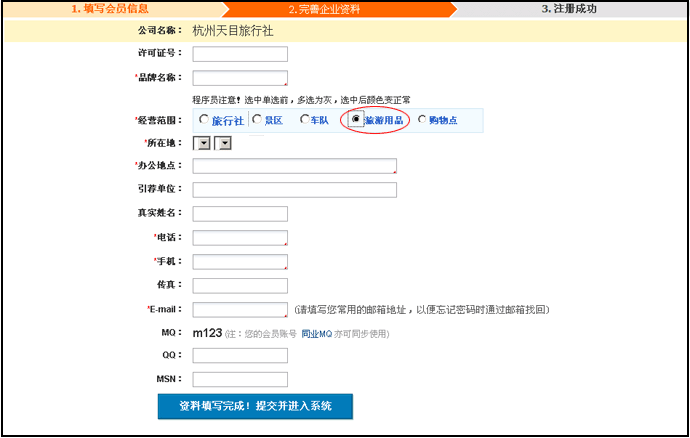 1. 填写会员信息 2.完善企业资料 3. 注册成功
公司名称： 杭州天目旅行社
许可证号：
*品牌名称：
程序员注意！选中单选前，多选为灰，选中后颜色变正常
*经营范围： 旅行社 景区 车队 旅游用品 购物点
*所在地：
*办公地点：
引荐单位：
真实姓名：
*电话：
*手机：
传真：
*E-mail： (请填写您常用的邮箱地址，以便忘记密码时通过邮箱找回)
MQ： m123 (注：您的会员账号 同业MQ 亦可同步使用)
QQ：
MSN：
资料填写完成！提交并进入系统